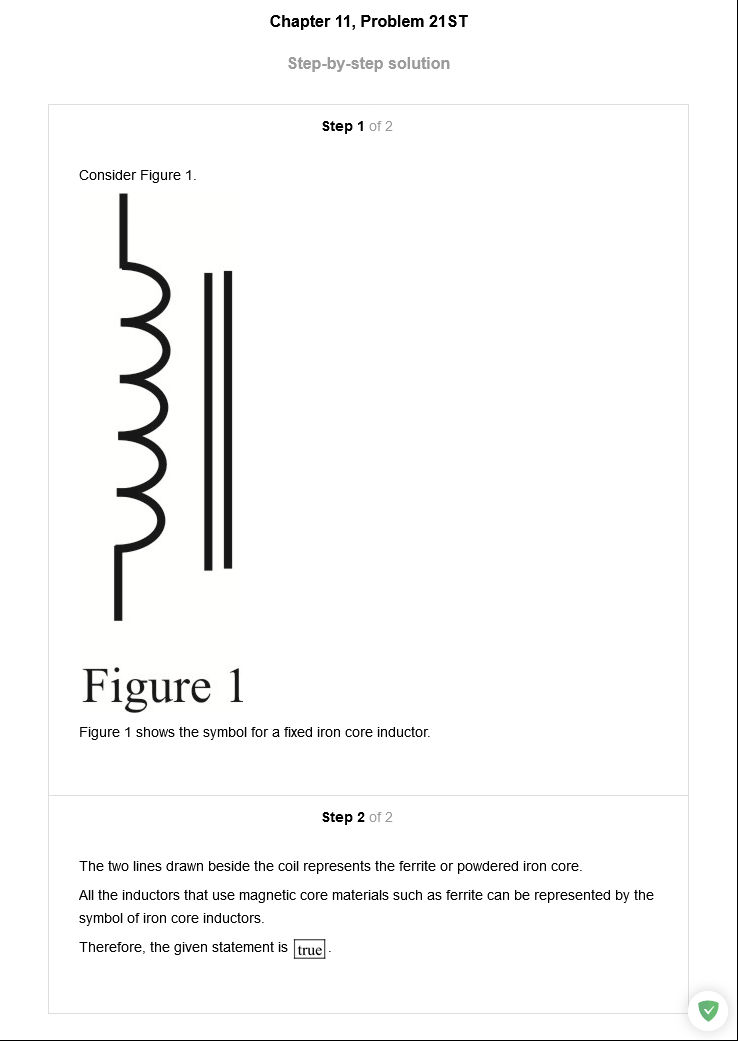 Chapter 11, Problem 21ST
Step-by-step solution
Step 1 of 2
Consider Figure 1.
Figure 1
Figure 1 shows the symbol for a fixed iron core inductor.
Step 2 of 2
The two lines drawn beside the coil represents the ferrite or powdered iron core.
All the inductors that use magnetic core materials such as ferrite can be represented by the
symbol of iron core inductors.
Therefore, the given statement is true.